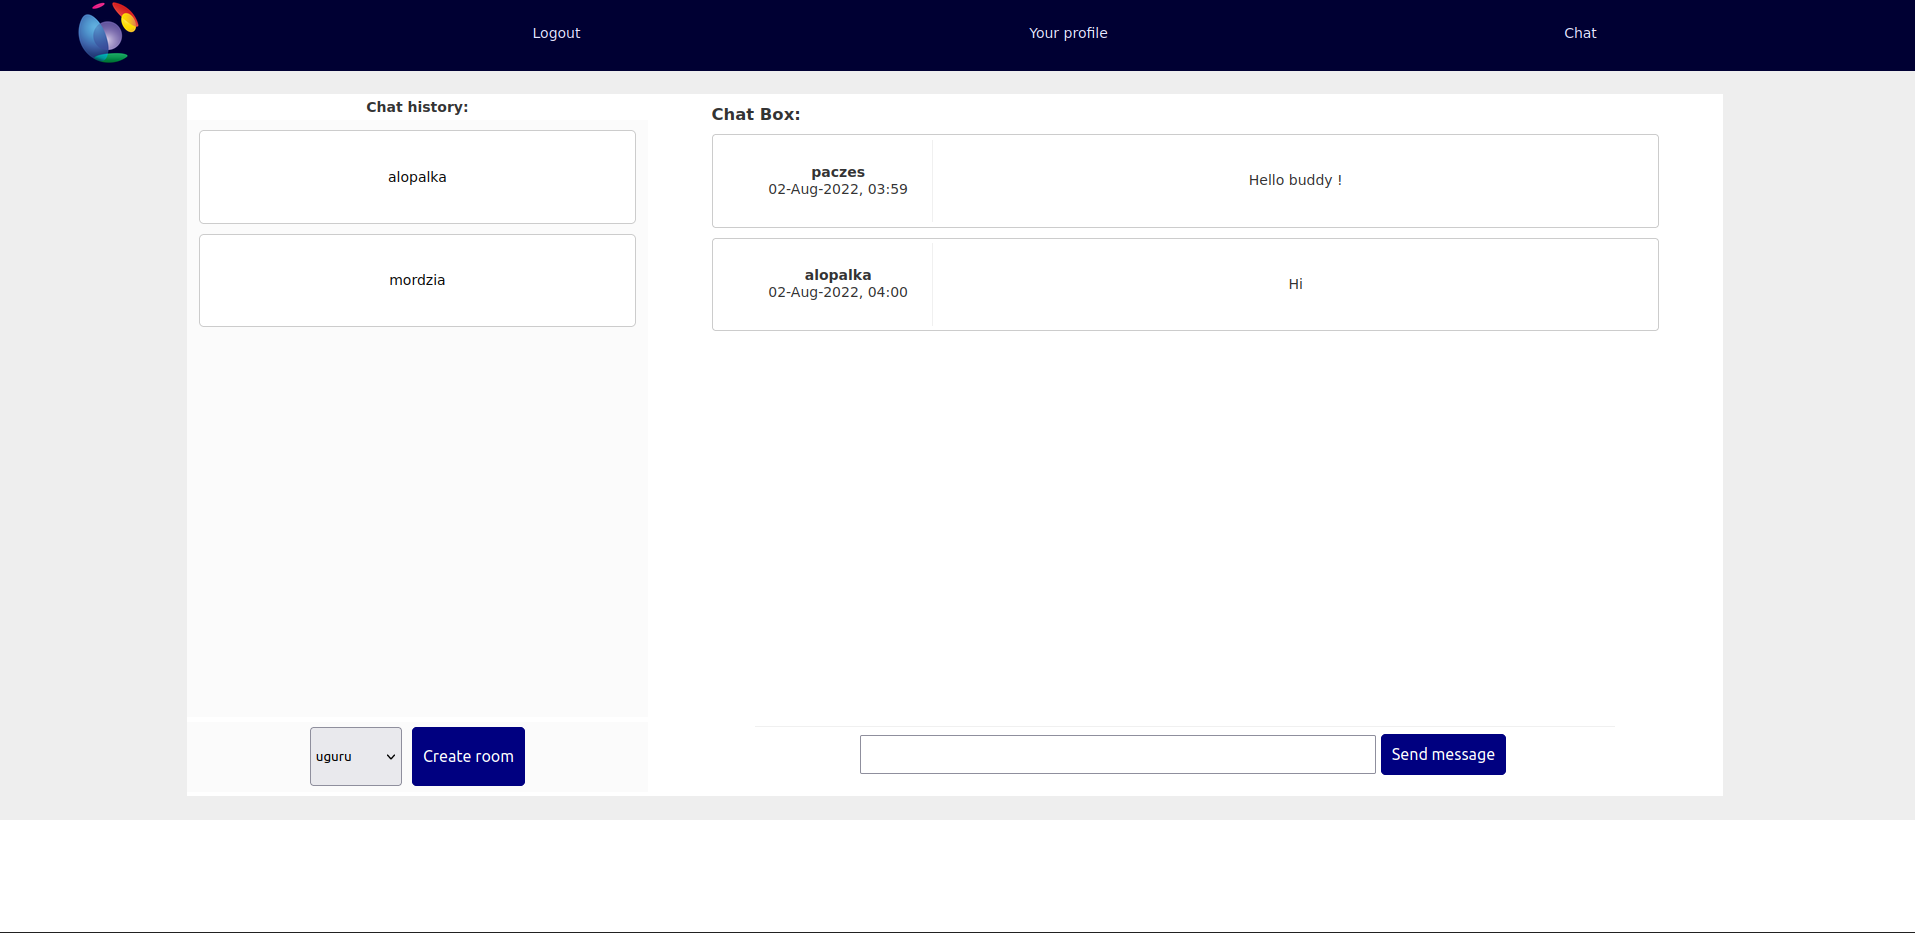 Logout
Your profile
Chat
Chat history:
alopalka
mordzia
uguru
Create room
Chat Box:
paczes
02-Aug-2022, 03:59
Hello buddy !
alopalka
02-Aug-2022, 04:00
Hi
Send message